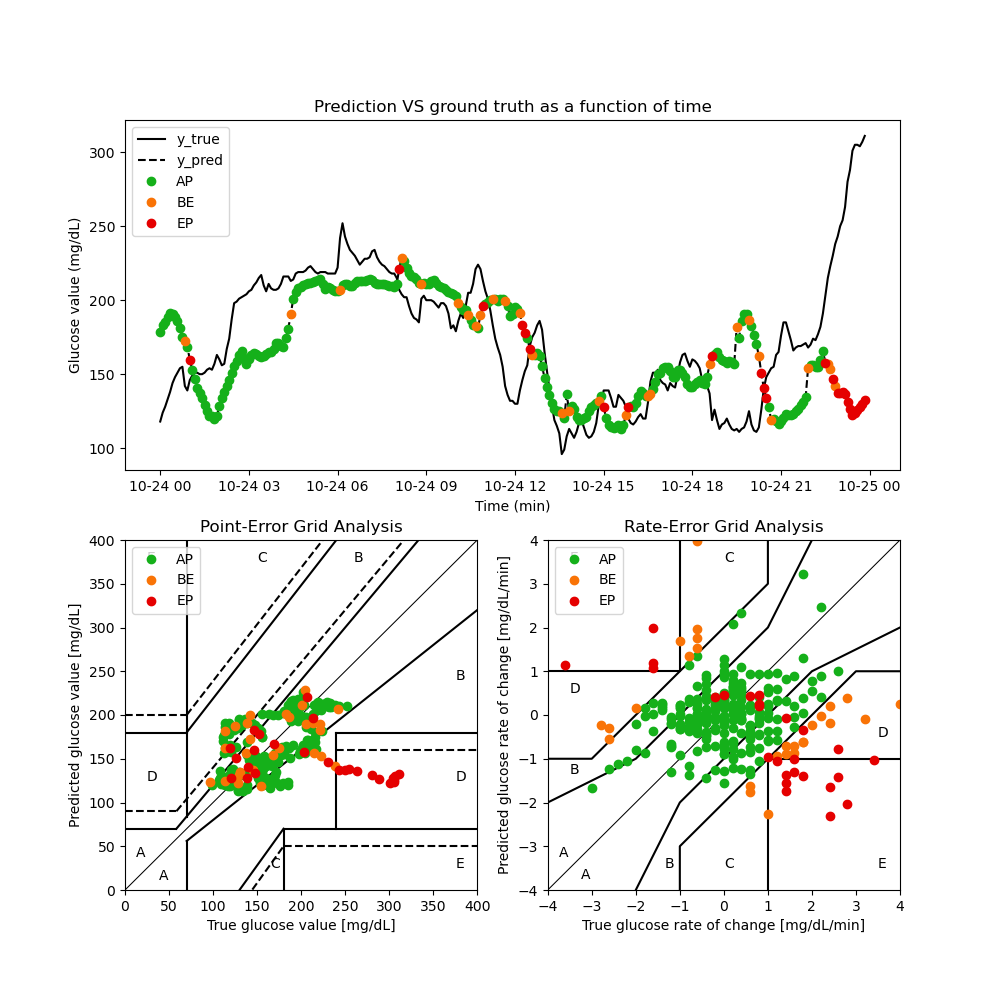 Prediction VS ground truth as a function of time
Glucose value (mg/dL)
300
250
200
150
100
y_true
y_pred
AP
BE
EP
10-24 00 10-24 03 10-24 06 10-24 09 10-24 12 10-24 15 10-24 18 10-24 21 10-25 00
Time (min)
Point-Error Grid Analysis
Predicted glucose value [mg/dL]
400
350
300
250
200
150
100
50
0
AP
BE
EP
C
B
B
D
D
A
A
C
E
0 50 100 150 200 250 300 350 400
True glucose value [mg/dL]
Rate-Error Grid Analysis
Predicted glucose rate of change [mg/dL/min]
4
3
2
1
0
−1
−2
−3
−4
AP
BE
EP
C
D
D
B
A
A
B
C
E
−4 −3 −2 −1 0 1 2 3 4
True glucose rate of change [mg/dL/min]